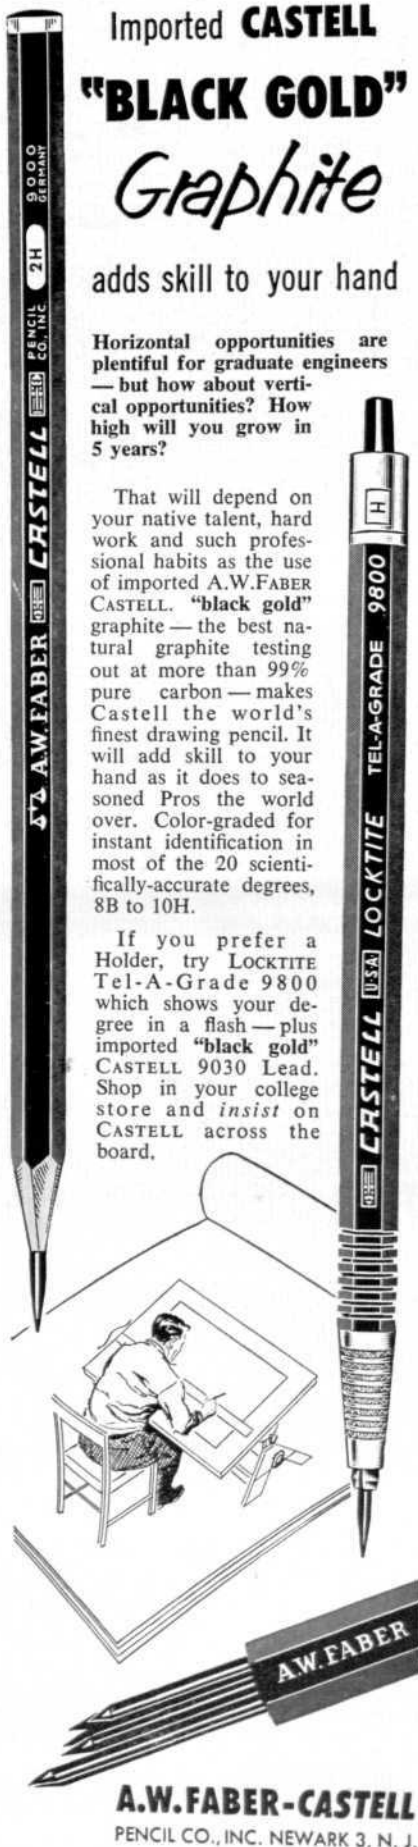 Imported CASTELL
"BLACK GOLD"
Graphite
adds skill to your hand
Horizontal opportunities are
plentiful for graduate engineers
— but how about verti-
cal opportunities? How
high will you grow in
5 years?
That will depend on
your native talent, hard
work and such profes-
sional habits as the use
of imported A.W.FABER
CASTELL. "black gold"
graphite — the best na-
tural graphite testing
out at more than 99%
pure carbon — makes
Castell the world's
finest drawing pencil. It
will add skill to your
hand as it does to sea-
soned Pros the world
over. Color-graded for
instant identification in
most of the 20 scienti-
fically-accurate degrees,
8B to 10H.
If you prefer a
Holder, try LOCKTITE
Tel-A-Grade 9800
which shows your de-
gree in a flash — plus
imported "black gold"
CASTELL 9030 Lead.
Shop in your college
store and insist on
CASTELL across the
board.
A.W.FABER CASTELL PENCIL CO., INC. 2H 9000 GERMANY
CASTELL U·S·A LOCKTITE TEL-A-GRADE 9800
H
A.W.FABER
A.W.FABER-CASTELL
PENCIL CO., INC. NEWARK 3, N. J.